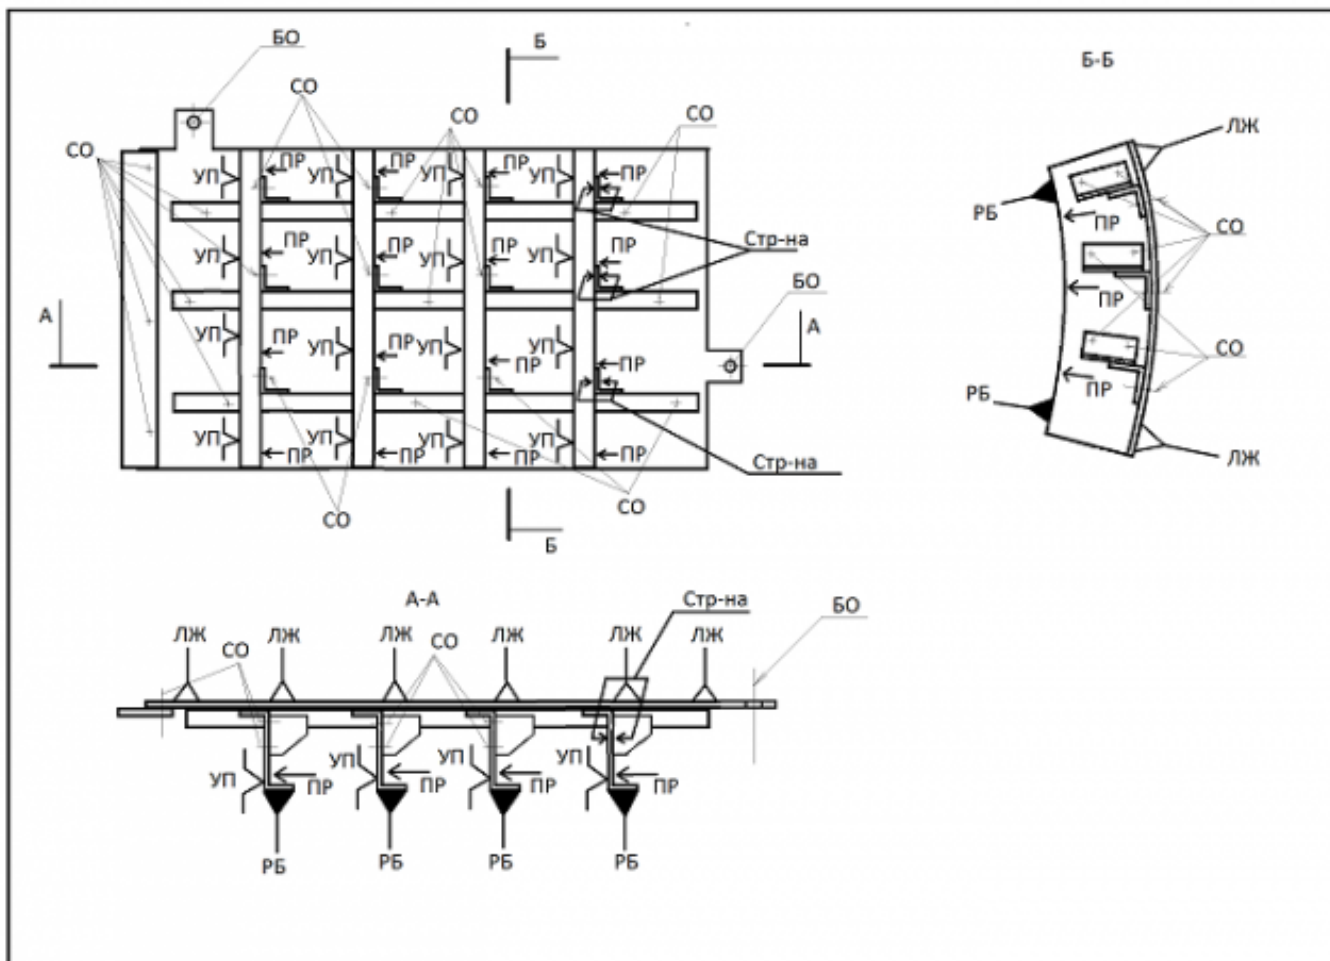 БО
Б
Б-Б
СО
СО
СО
ЛЖ
СО
УП ПР УП ПР УП ПР УП ПР
РБ
ПР
СО
Стр-на
УП ПР УП ПР УП ПР УП ПР
БО
ПР
А
А
УП ПР УП ПР УП ПР УП ПР
СО
РБ
ПР
УП ПР УП ПР УП ПР УП ПР
Стр-на
ЛЖ
СО
СО
Б
А-А
Стр-на
БО
ЛЖ
СО
ЛЖ
ЛЖ
СО
ЛЖ
ЛЖ
ЛЖ
УП ПР УП ПР УП ПР УП ПР
РБ
РБ
РБ
РБ